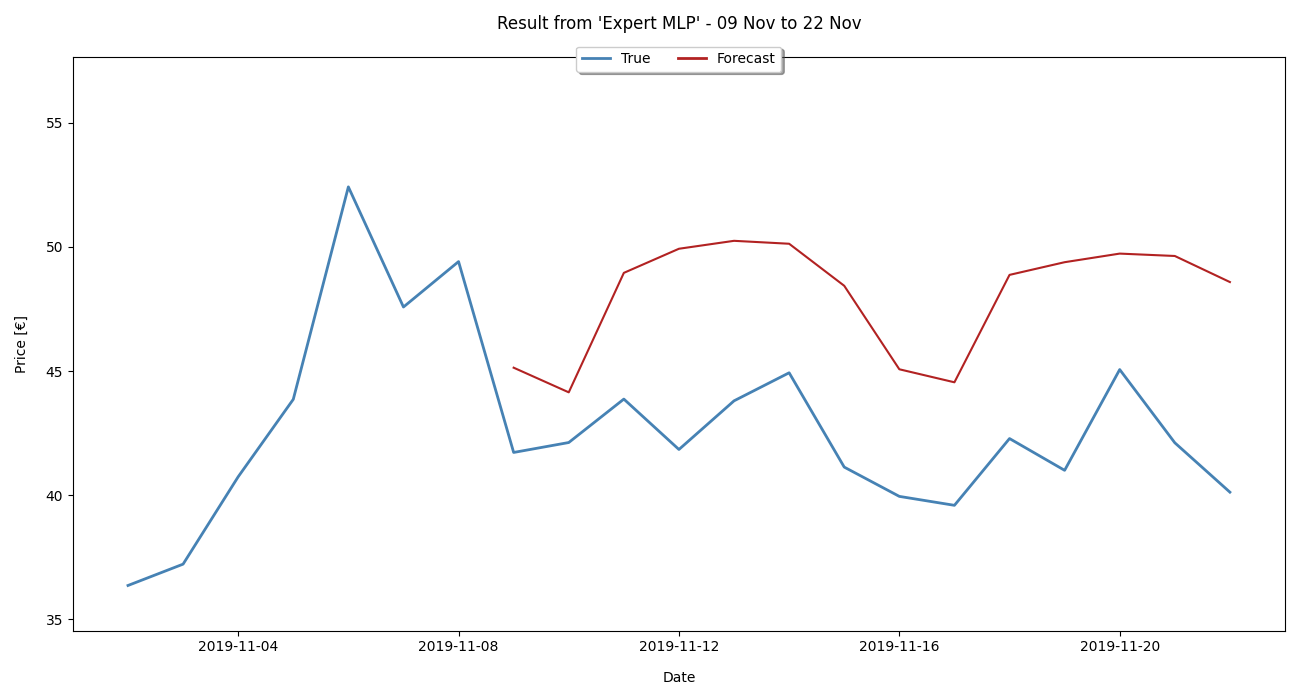 Result from 'Expert MLP' - 09 Nov to 22 Nov
True Forecast
55
50
45
40
35
Price [€]
2019-11-04 2019-11-08 2019-11-12 2019-11-16 2019-11-20
Date